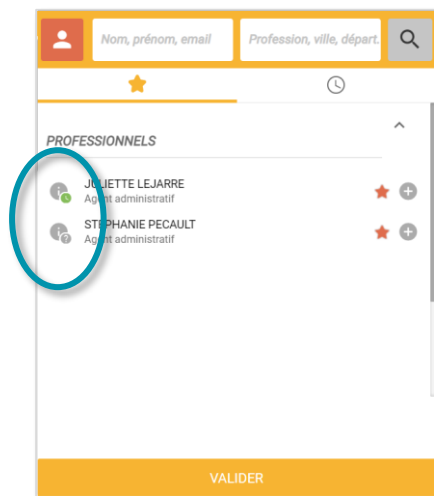 Nom, prénom, email
Profession, ville, départ.
PROFESSIONNELS
JULIETTE LEJARRE
Agent administratif
STEPHANIE PECAULT
Agent administratif
VALIDER